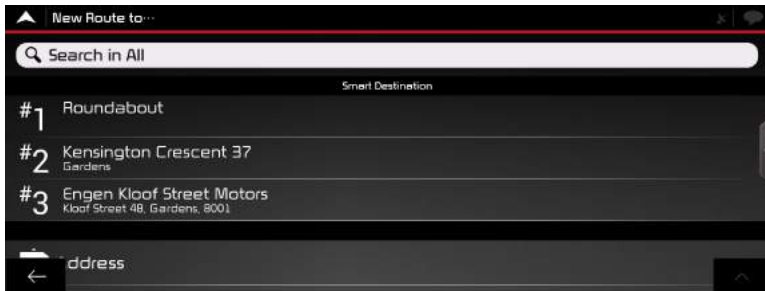 New Route to...
Search in All
Smart Destination
#1 Roundabout
#2 Kensington Crescent 37
Gardens
#3 Engen Kloof Street Motors
Kloof Street 48, Gardens, 8001
ddress